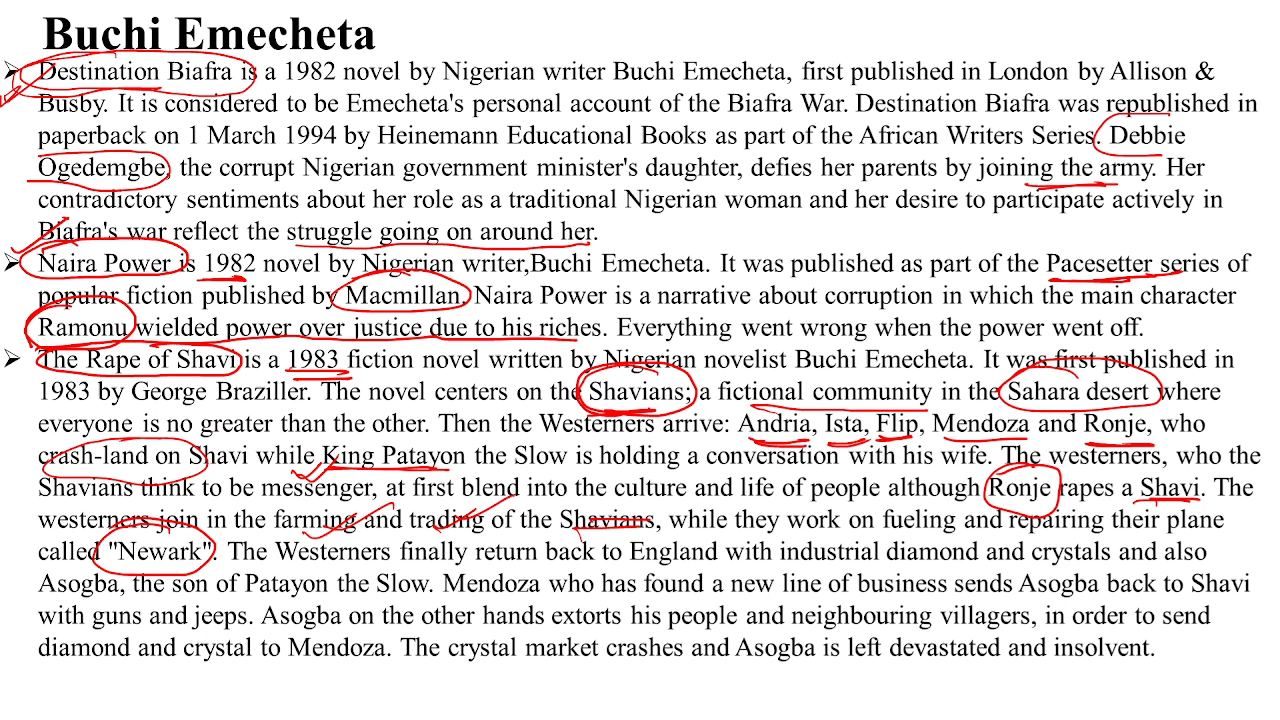 Buchi Emecheta
➢ Destination Biafra is a 1982 novel by Nigerian writer Buchi Emecheta, first published in London by Allison &
Busby. It is considered to be Emecheta's personal account of the Biafra War. Destination Biafra was republished in
paperback on 1 March 1994 by Heinemann Educational Books as part of the African Writers Series. Debbie
Ogedemgbe, the corrupt Nigerian government minister's daughter, defies her parents by joining the army. Her
contradictory sentiments about her role as a traditional Nigerian woman and her desire to participate actively in
Biafra's war reflect the struggle going on around her.
➢ Naira Power is 1982 novel by Nigerian writer,Buchi Emecheta. It was published as part of the Pacesetter series of
popular fiction published by Macmillan. Naira Power is a narrative about corruption in which the main character
Ramonu wielded power over justice due to his riches. Everything went wrong when the power went off.
➢ The Rape of Shavi is a 1983 fiction novel written by Nigerian novelist Buchi Emecheta. It was first published in
1983 by George Braziller. The novel centers on the Shavians; a fictional community in the Sahara desert where
everyone is no greater than the other. Then the Westerners arrive: Andria, Ista, Flip, Mendoza and Ronje, who
crash-land on Shavi while King Patayon the Slow is holding a conversation with his wife. The westerners, who the
Shavians think to be messenger, at first blend into the culture and life of people although Ronje rapes a Shavi. The
westerners join in the farming and trading of the Shavians, while they work on fueling and repairing their plane
called "Newark". The Westerners finally return back to England with industrial diamond and crystals and also
Asogba, the son of Patayon the Slow. Mendoza who has found a new line of business sends Asogba back to Shavi
with guns and jeeps. Asogba on the other hands extorts his people and neighbouring villagers, in order to send
diamond and crystal to Mendoza. The crystal market crashes and Asogba is left devastated and insolvent.